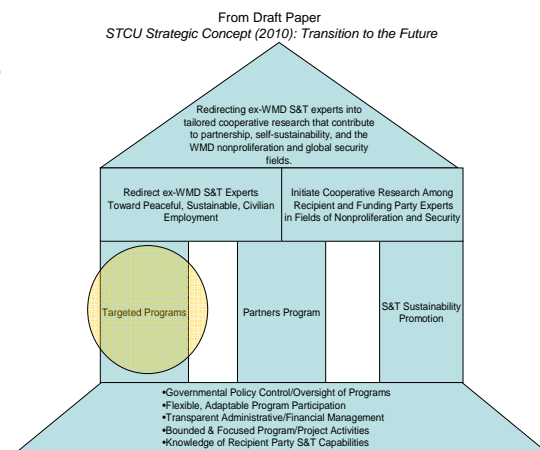 From Draft Paper
STCU Strategic Concept (2010): Transition to the Future
Redirecting ex-WMD S&T experts into
tailored cooperative research that contribute
to partnership, self-sustainability, and the
WMD nonproliferation and global security
fields.
Redirect ex-WMD S&T Experts
Toward Peaceful, Sustainable, Civilian
Employment
Initiate Cooperative Research Among
Recipient and Funding Party Experts
in Fields of Nonproliferation and Security
Targeted Programs
Partners Program
S&T Sustainability
Promotion
•Governmental Policy Control/Oversight of Programs
•Flexible, Adaptable Program Participation
•Transparent Administrative/Financial Management
•Bounded & Focused Program/Project Activities
•Knowledge of Recipient Party S&T Capabilities